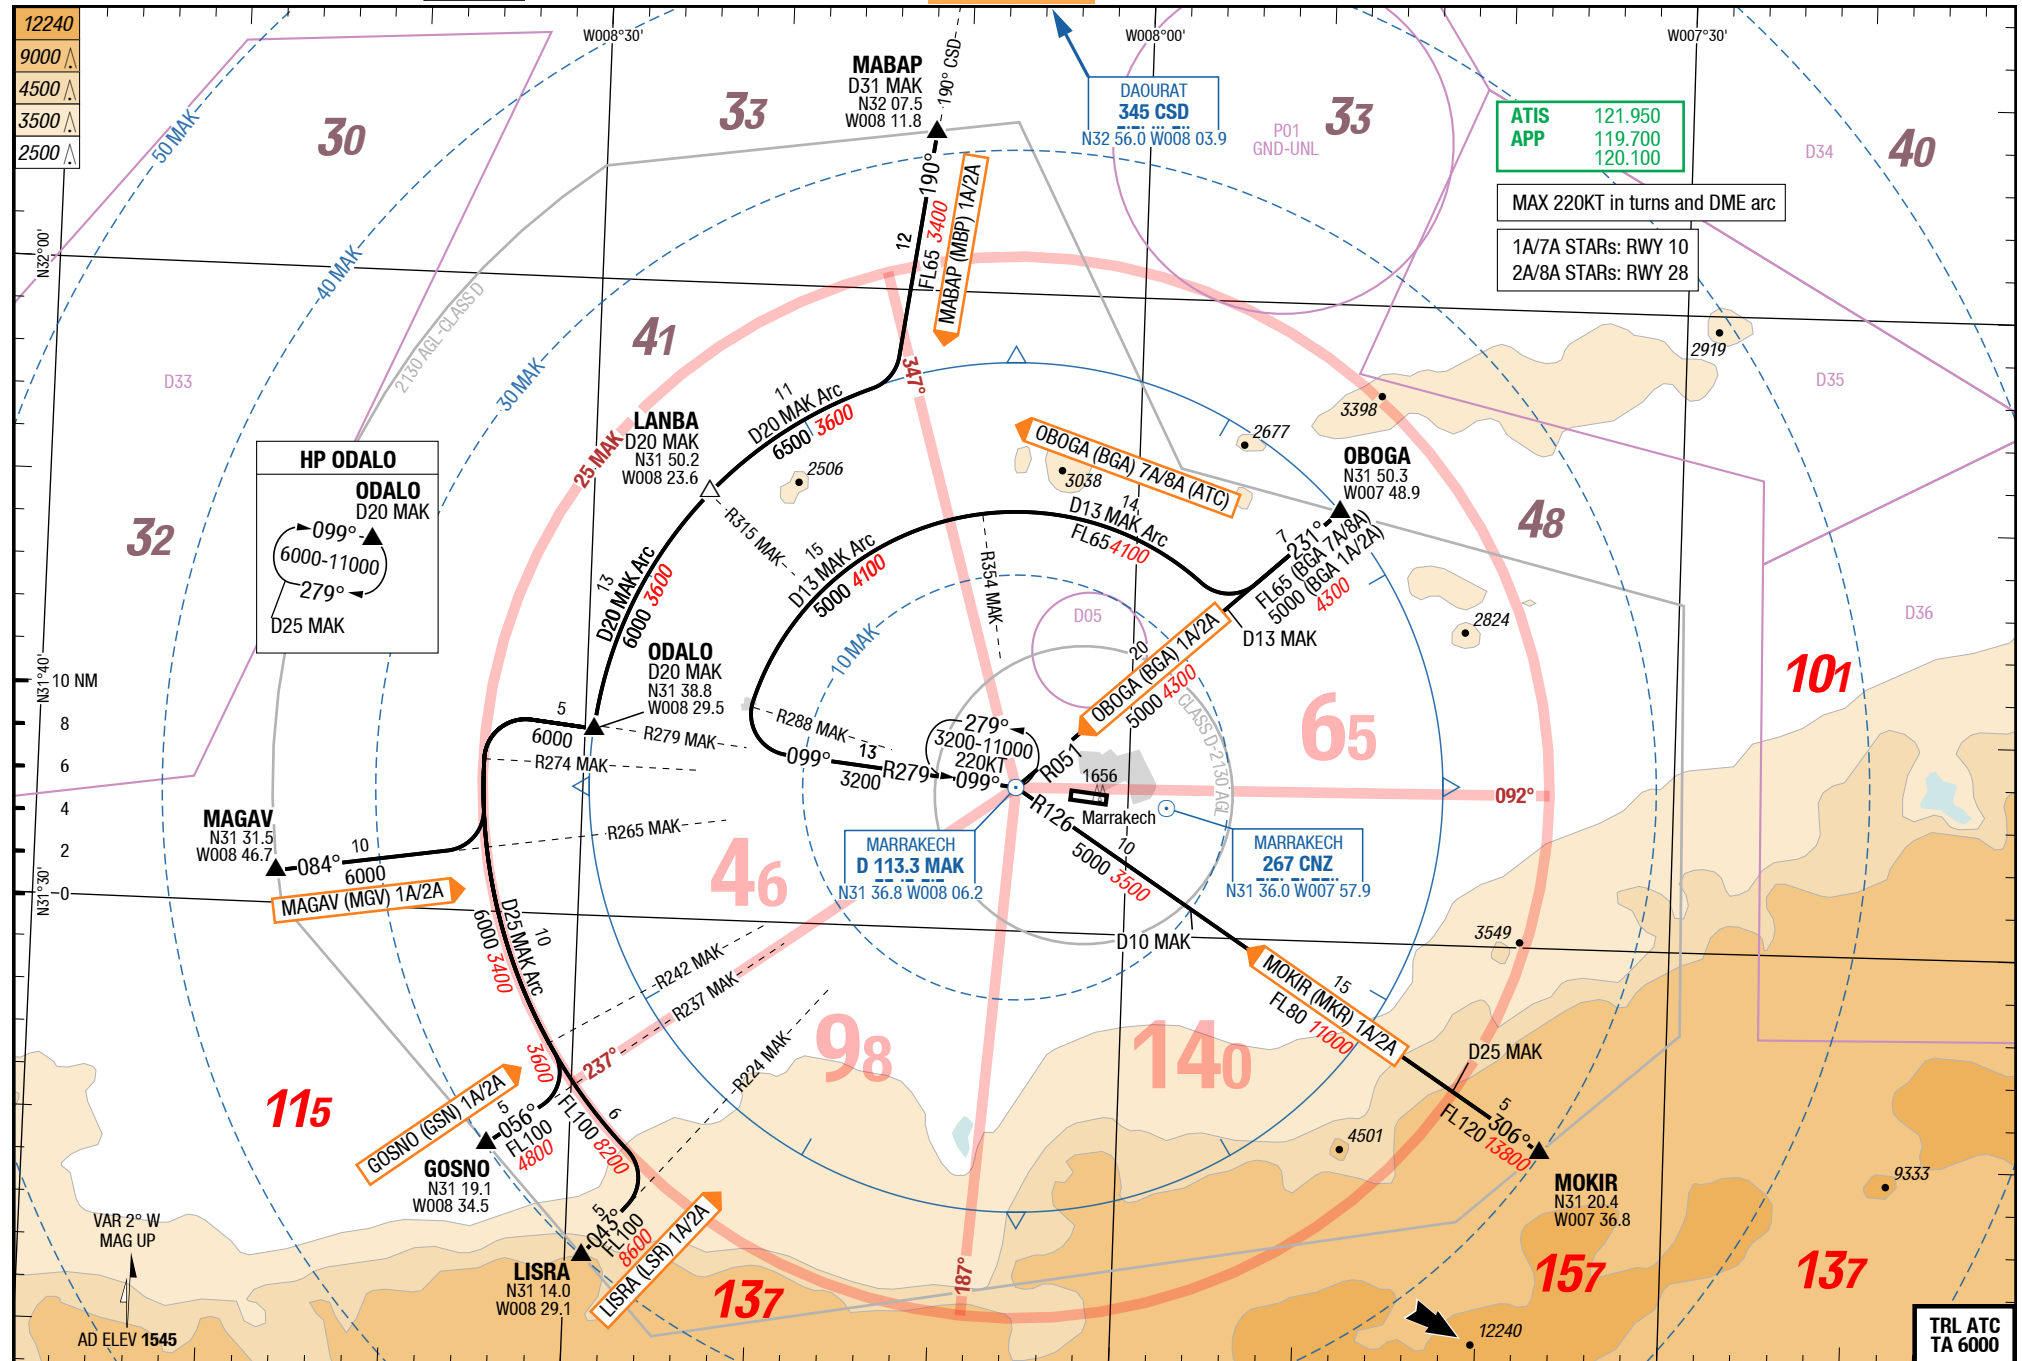 12240
9000
4500
3500
2500
W008°30'
W008°00'
W007°30'
N32°00'
N31°40'
N31°30'
10 NM
8
6
4
2
0
50 MAK
40 MAK
30 MAK
25 MAK
10 MAK
30
33
33
40
41
32
48
101
65
46
98
140
115
137
157
137
MABAP
D31 MAK
N32 07.5
W008 11.8
190° CSD
190°
12
FL65 3400
MABAP (MBP) 1A/2A
DAOURAT
345 CSD
N32 56.0 W008 03.9
P01
GND-UNL
D34
D33
D35
D36
D05
ATIS 121.950
APP 119.700
120.100
MAX 220KT in turns and DME arc
1A/7A STARs: RWY 10
2A/8A STARs: RWY 28
2130 AGL-CLASS D
CLASS D-2130 AGL
347°
092°
187°
237°
11
D20 MAK Arc
6500 3600
LANBA
D20 MAK
N31 50.2
W008 23.6
R315 MAK
2506
2677
3038
3398
2919
2824
3549
4501
9333
12240
OBOGA (BGA) 7A/8A (ATC)
OBOGA
N31 50.3
W007 48.9
7
231°
FL65 (BGA 7A/8A)
5000 (BGA 1A/2A)
4300
D13 MAK
14
D13 MAK Arc
FL65 4100
15
D13 MAK Arc
5000 4100
R354 MAK
20
OBOGA (BGA) 1A/2A
5000 4300
R051
HP ODALO
ODALO
D20 MAK
099°
6000-11000
279°
D25 MAK
13
D20 MAK Arc
6000 3600
ODALO
D20 MAK
N31 38.8
W008 29.5
5
6000
R279 MAK
R274 MAK
R288 MAK
099°
13
R279
3200
099°
279°
3200-11000
220KT
1656
Marrakech
MARRAKECH
D 113.3 MAK
N31 36.8 W008 06.2
MARRAKECH
267 CNZ
N31 36.0 W007 57.9
MAGAV
N31 31.5
W008 46.7
084°
10
6000
MAGAV (MGV) 1A/2A
R265 MAK
10
D25 MAK Arc
6000 3400
R242 MAK
R237 MAK
R224 MAK
3600
GOSNO (GSN) 1A/2A
5
056°
FL100
4800
GOSNO
N31 19.1
W008 34.5
6
FL100 8200
5
043°
FL100
8600
LISRA
N31 14.0
W008 29.1
LISRA (LSR) 1A/2A
R126
10
5000 3500
D10 MAK
15
MOKIR (MKR) 1A/2A
FL80 11000
D25 MAK
5
306°
FL120 13800
MOKIR
N31 20.4
W007 36.8
VAR 2° W
MAG UP
AD ELEV 1545
TRL ATC
TA 6000